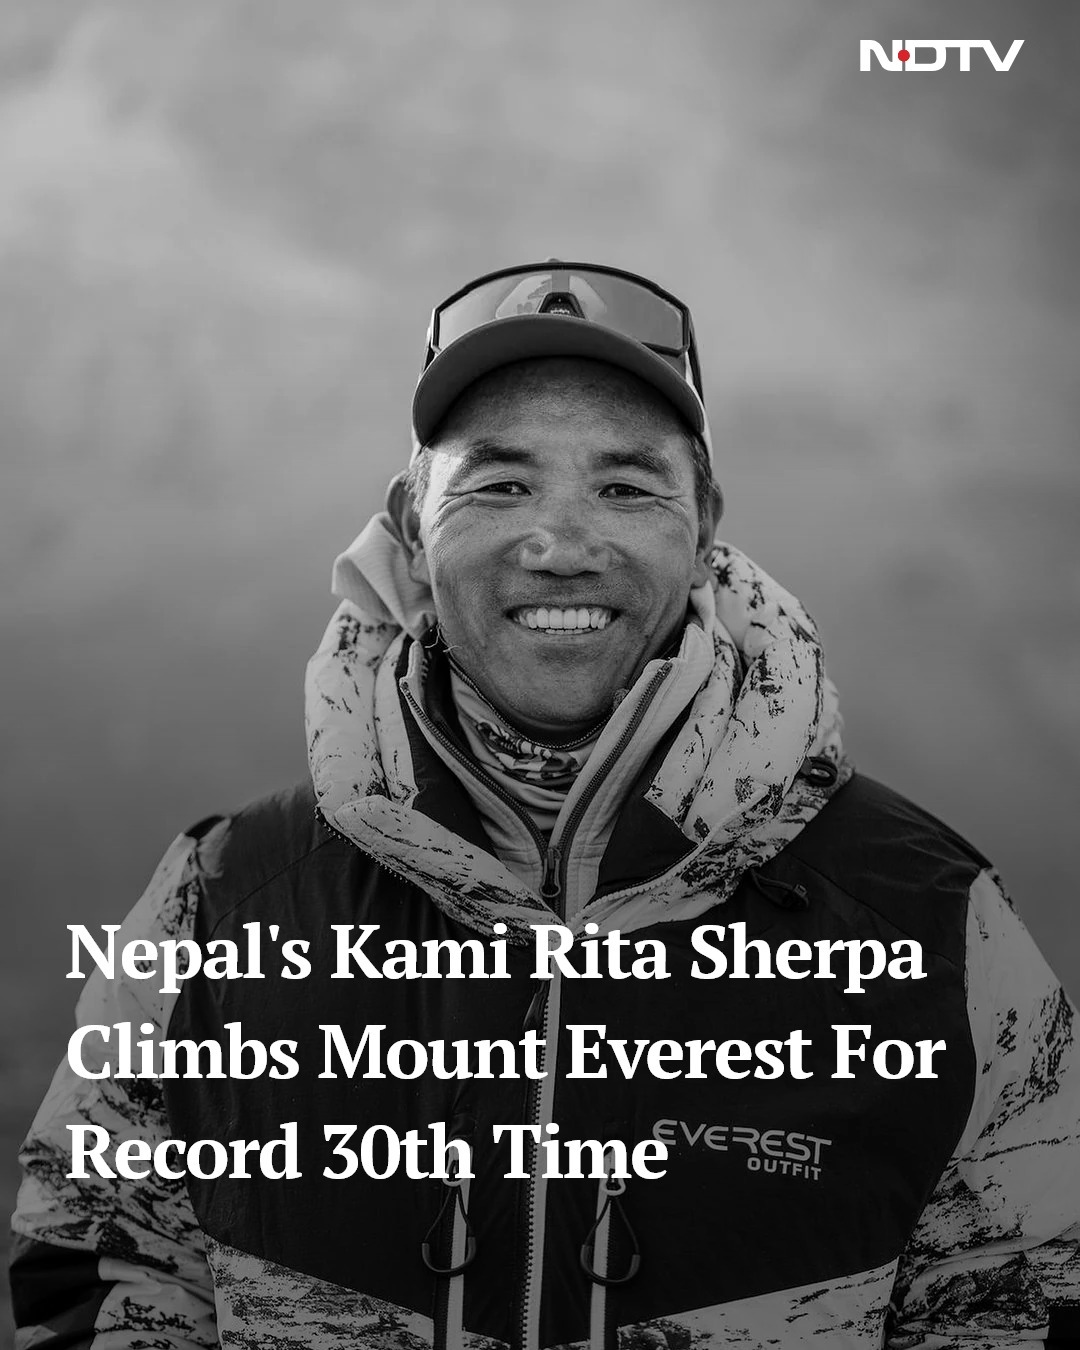 NDTV
Nepal's Kami Rita Sherpa
Climbs Mount Everest For
Record 30th Time
EVEREST
OUTFIT